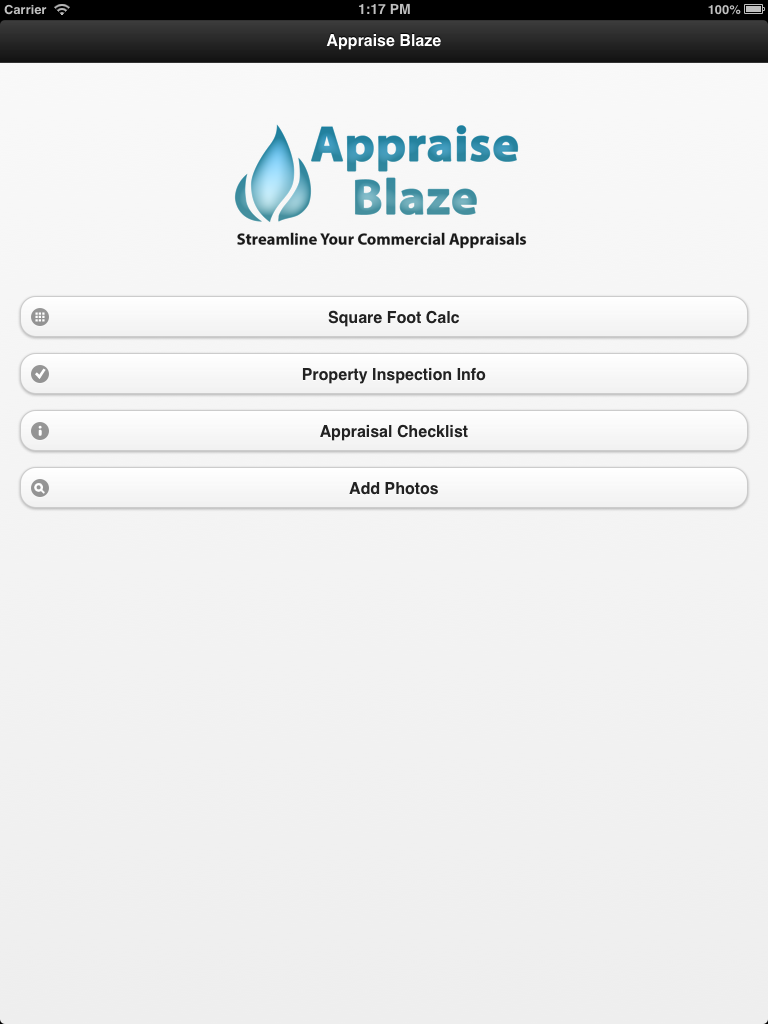 Carrier 1:17 PM 100%
Appraise Blaze
Appraise
Blaze
Streamline Your Commercial Appraisals
Square Foot Calc
Property Inspection Info
Appraisal Checklist
Add Photos